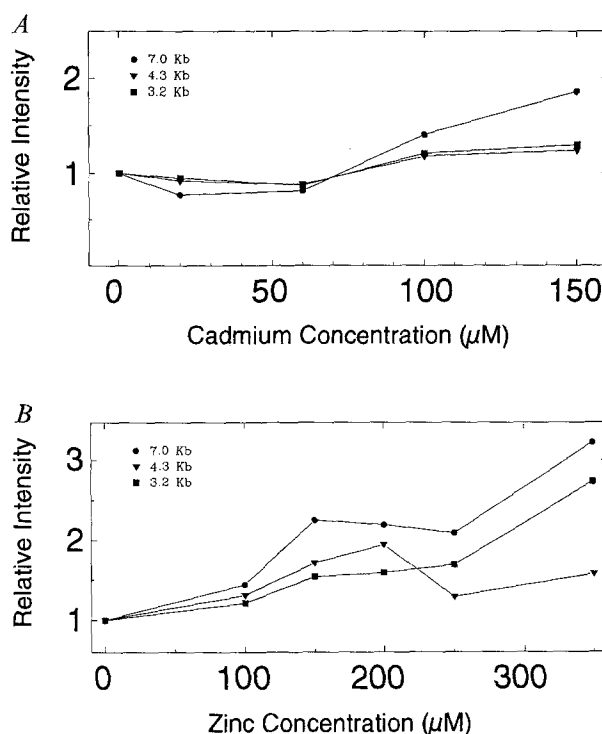 A
Relative Intensity
2
1
7.0 Kb
4.3 Kb
3.2 Kb
0 50 100 150
Cadmium Concentration (μM)
B
Relative Intensity
3
2
1
7.0 Kb
4.3 Kb
3.2 Kb
0 100 200 300
Zinc Concentration (μM)